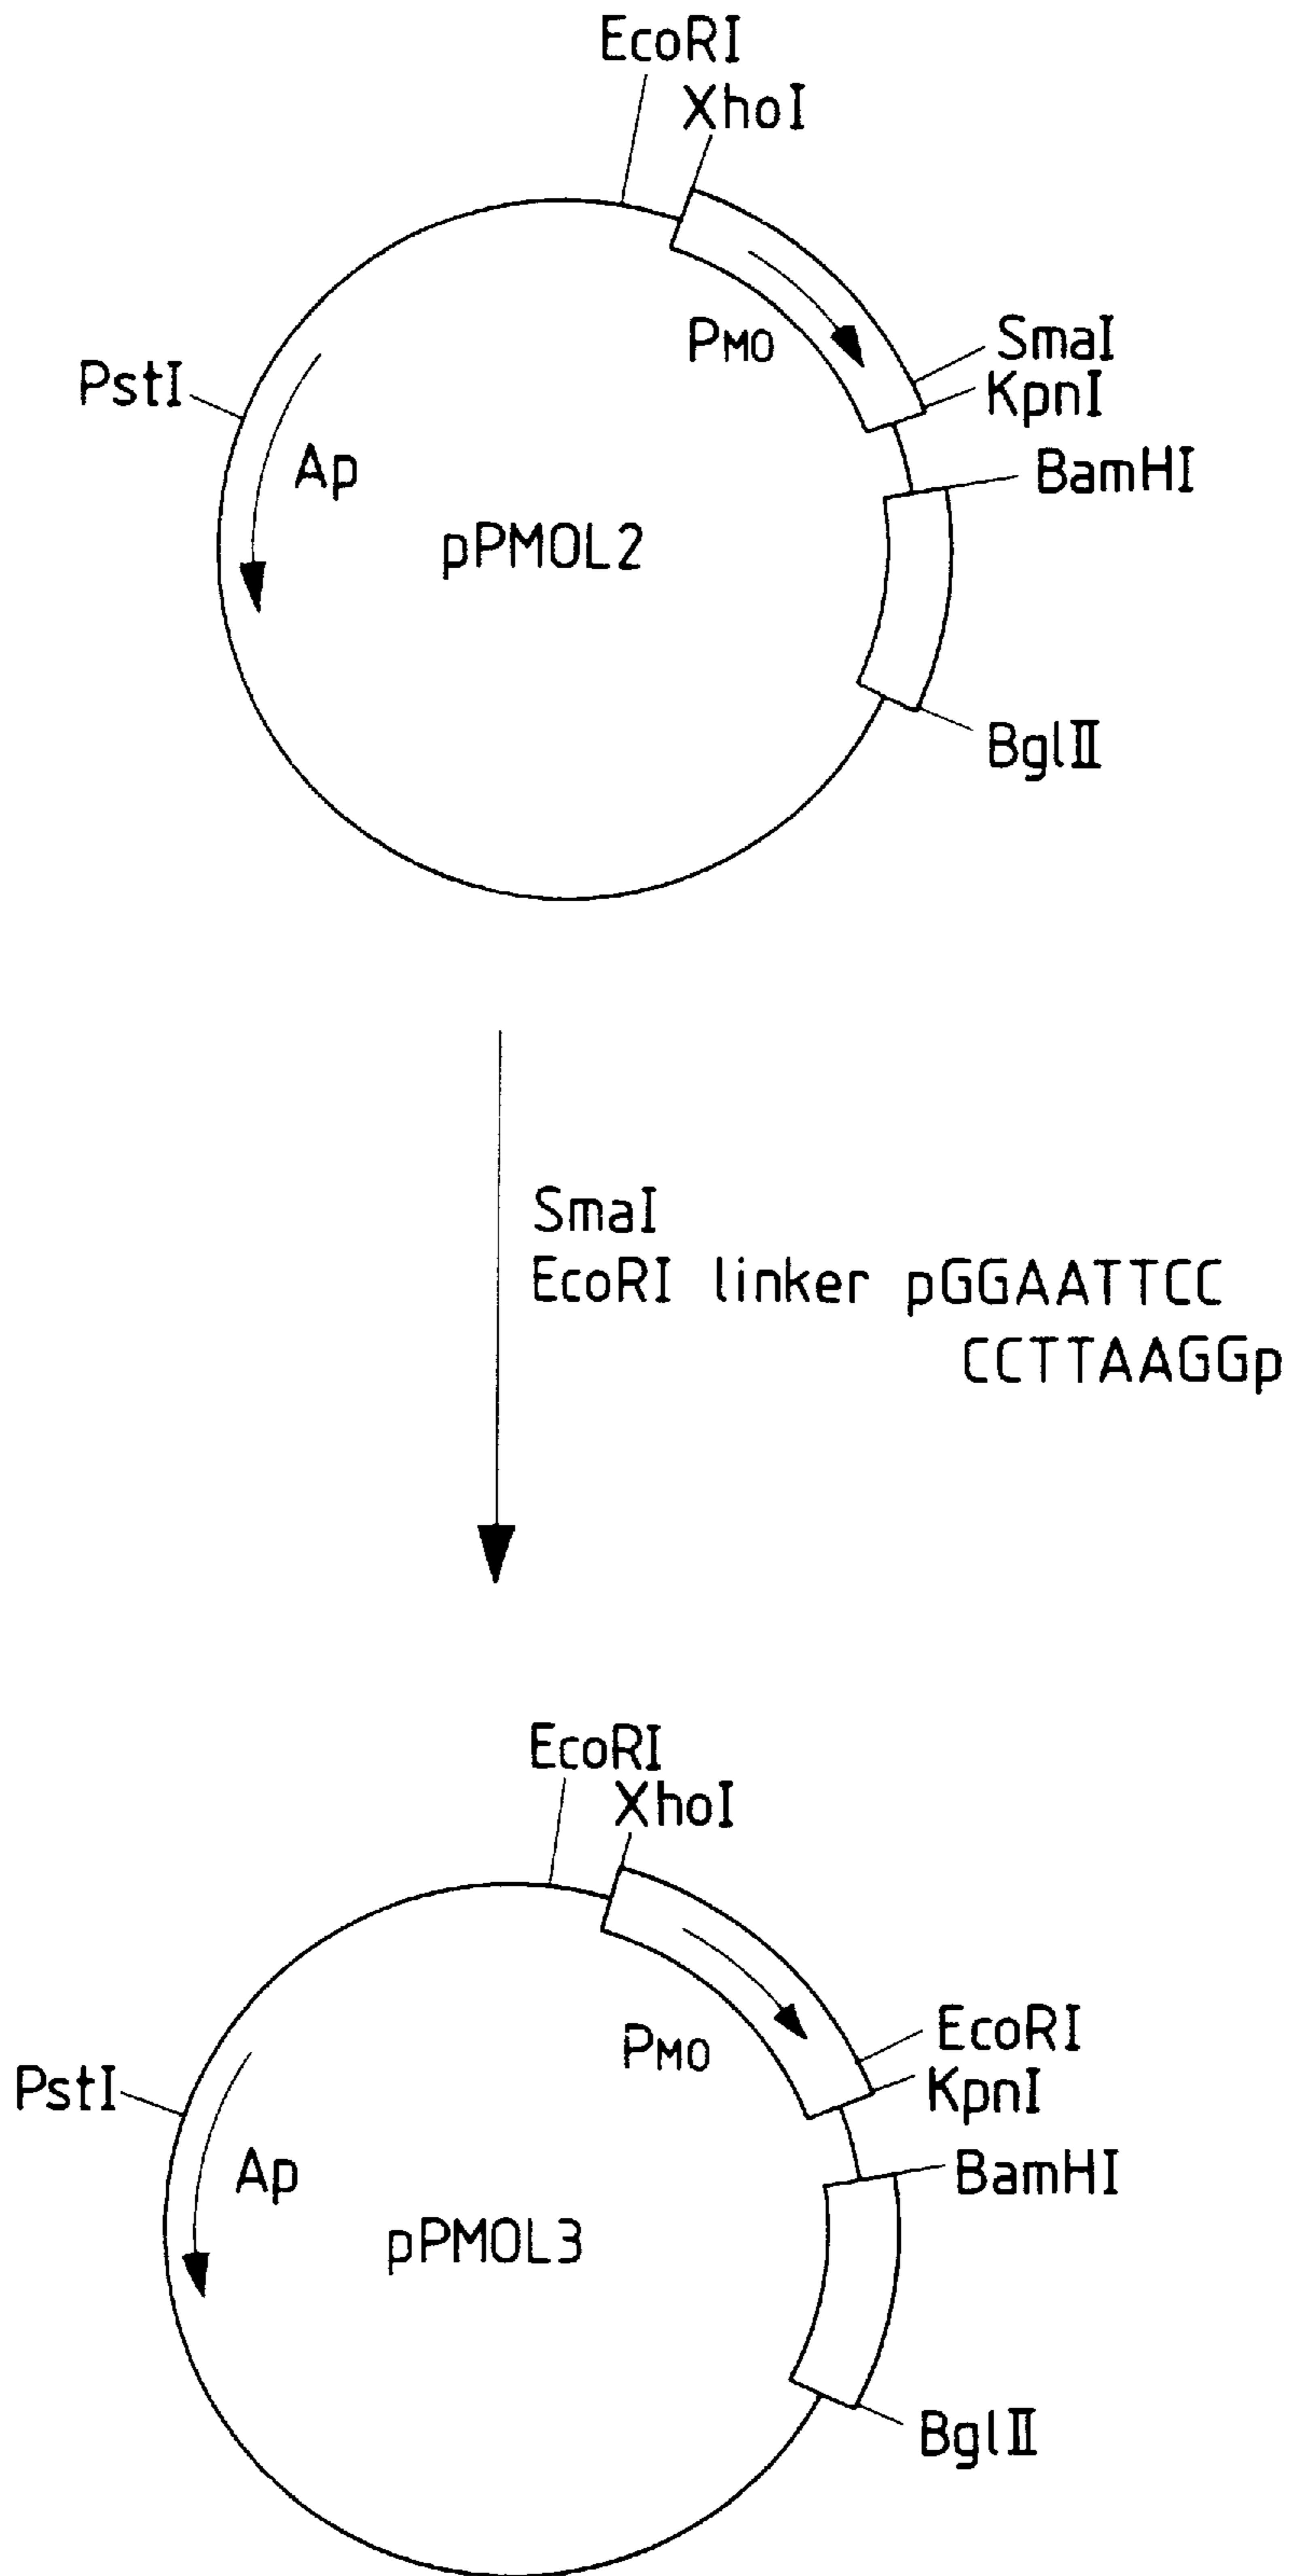 EcoRI
XhoI
PMO
SmaI
KpnI
PstI
BamHI
Ap
pPMOL2
BglII
SmaI
EcoRI linker pGGAATTCC
CCTTAAGGp
EcoRI
XhoI
PMO
EcoRI
KpnI
PstI
BamHI
Ap
pPMOL3
BglII